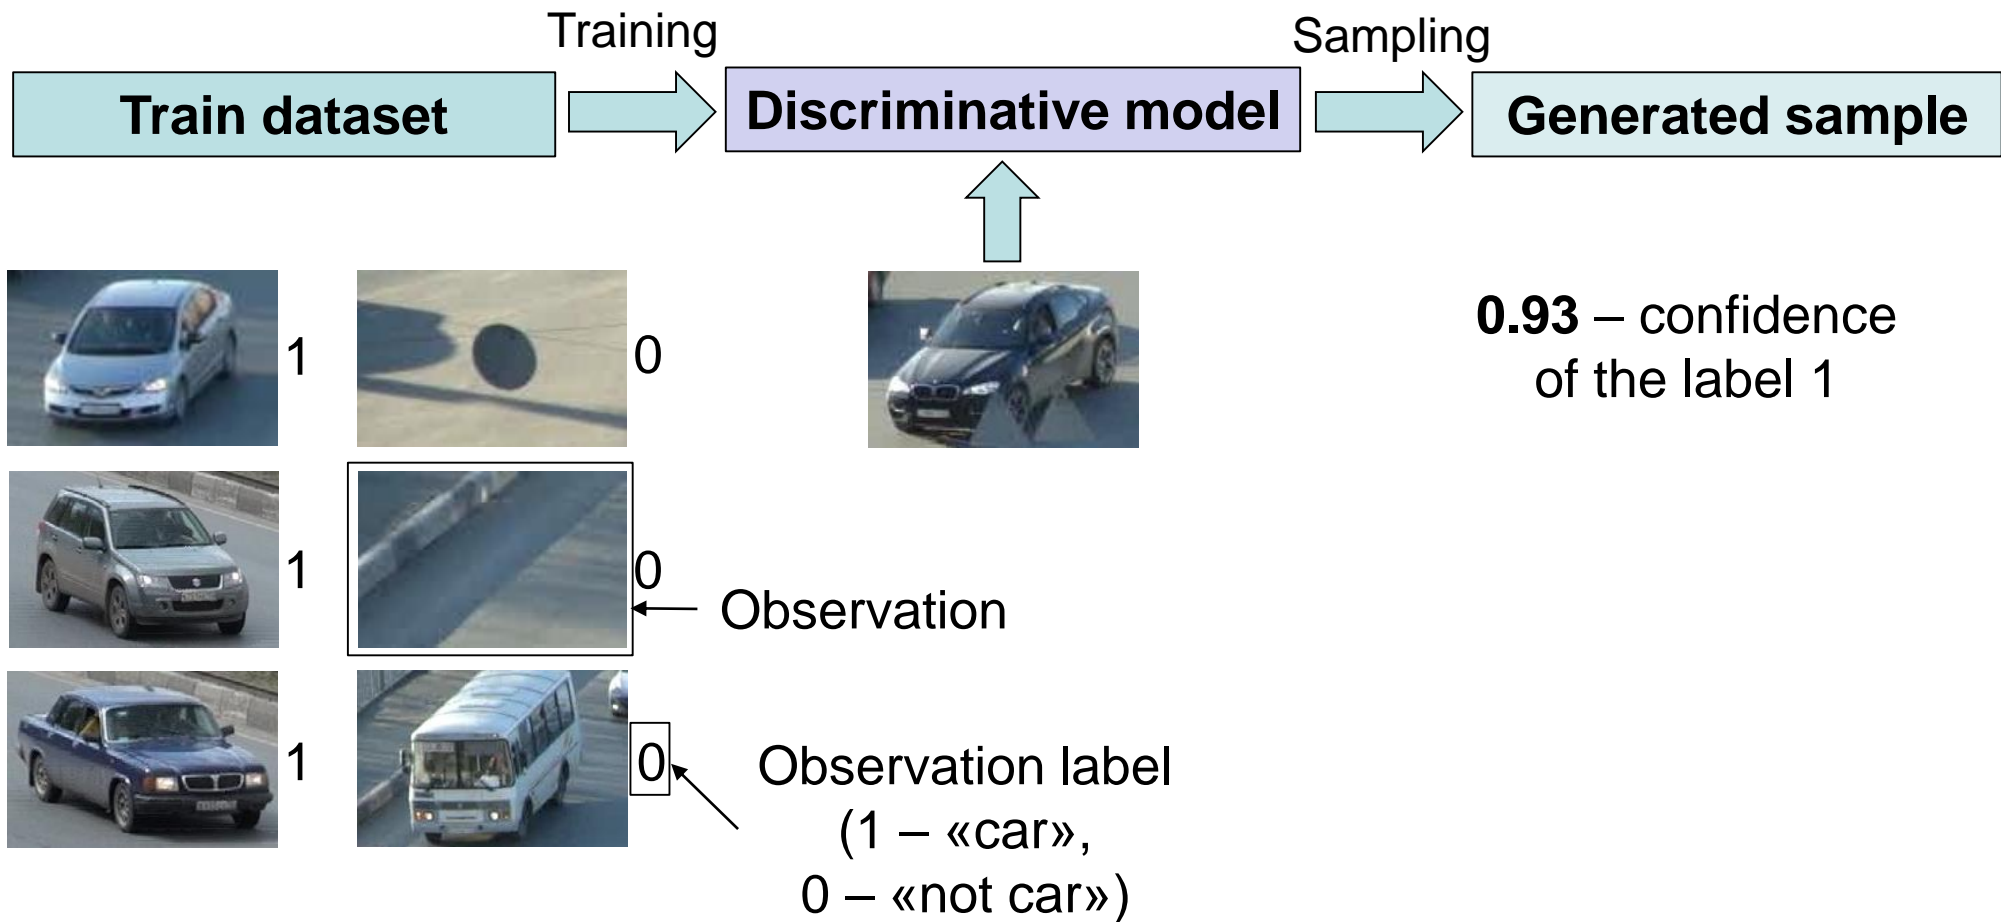 Training
Sampling
Train dataset
Discriminative model
Generated sample
1
0
0.93 – confidence
of the label 1
1
0
Observation
1
0
Observation label
(1 – «car»,
0 – «not car»)